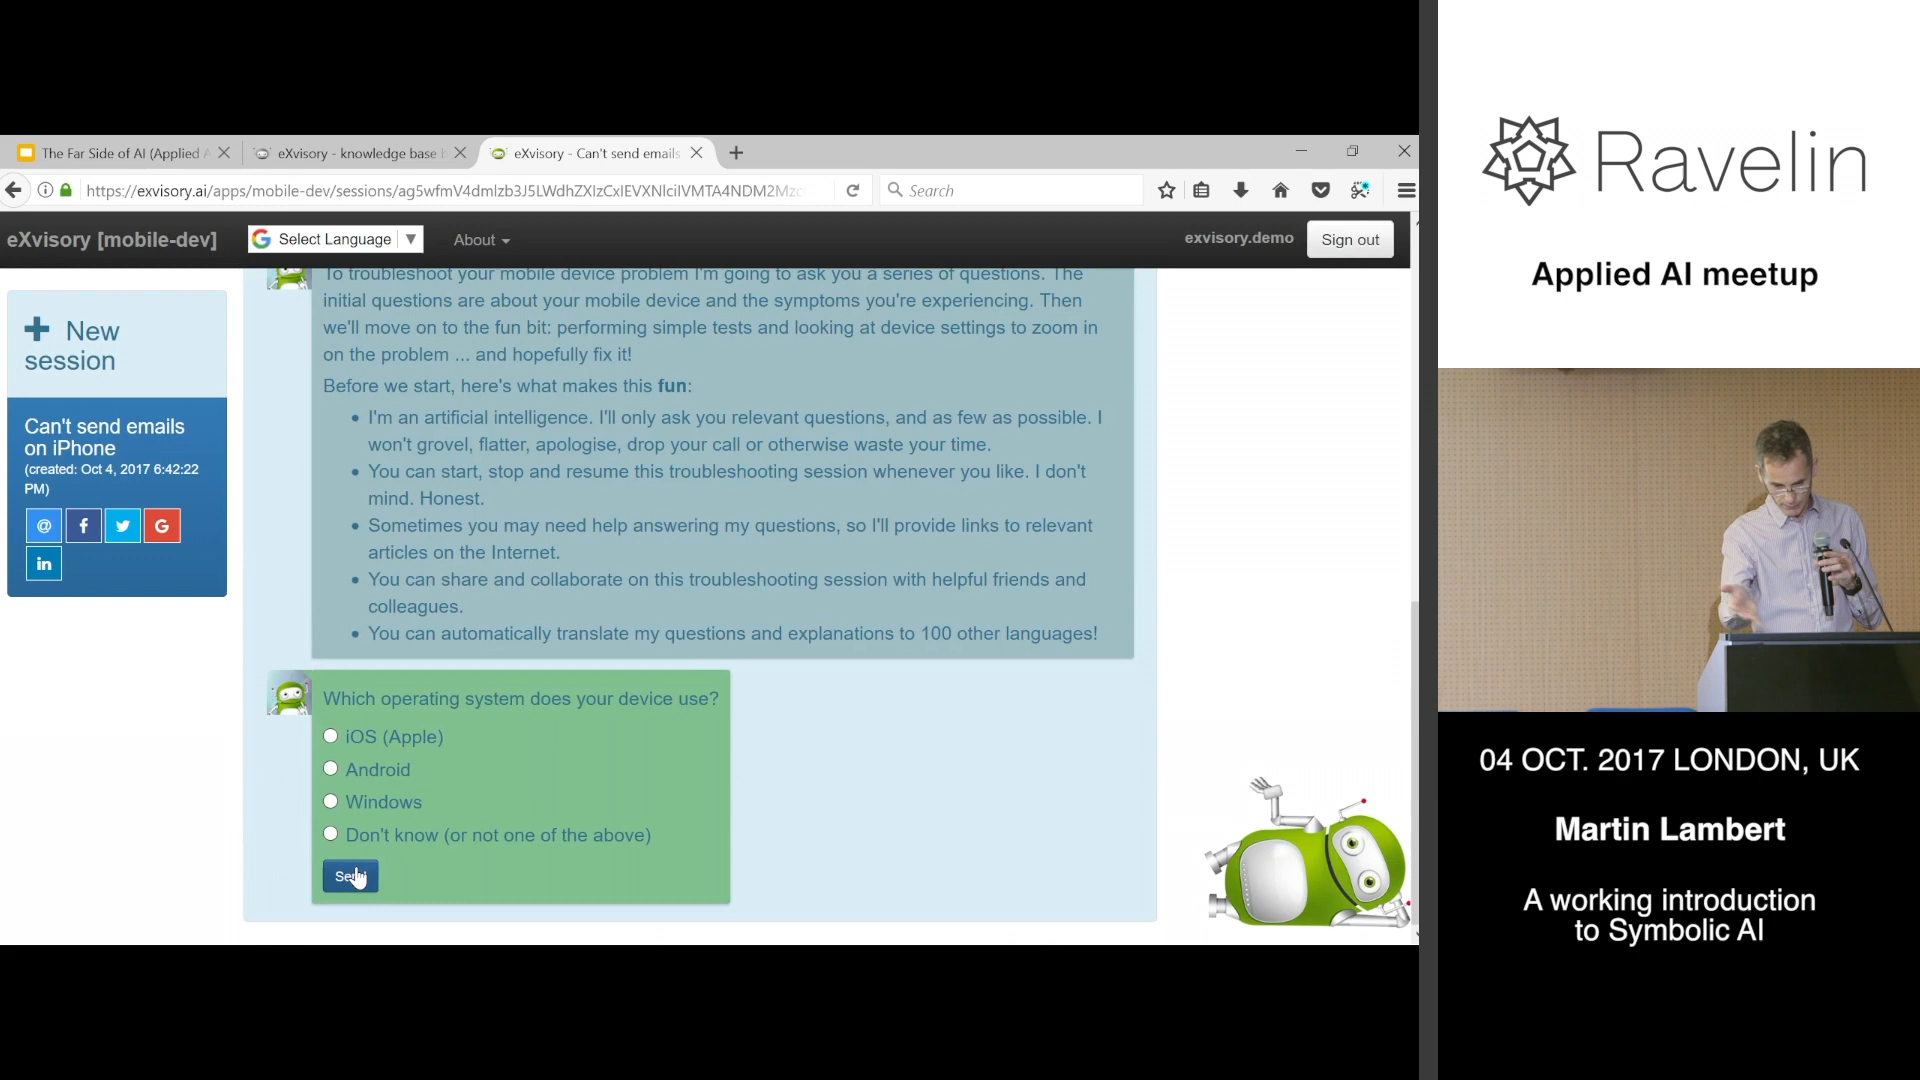 The Far Side of AI (Applied A
eXvisory - knowledge base b
eXvisory - Can't send emails
https://exvisory.ai/apps/mobile-dev/sessions/ag5wfmV4dmlzb3J5LWdhZXIzCxIEVXNlciIVMTA4NDM2Mzc
Search
eXvisory [mobile-dev]
Select Language
About
exvisory.demo
Sign out
New
session
Can't send emails
on iPhone
(created: Oct 4, 2017 6:42:22
PM)
To troubleshoot your mobile device problem I'm going to ask you a series of questions. The
initial questions are about your mobile device and the symptoms you're experiencing. Then
we'll move on to the fun bit: performing simple tests and looking at device settings to zoom in
on the problem ... and hopefully fix it!
Before we start, here's what makes this fun:
• I'm an artificial intelligence. I'll only ask you relevant questions, and as few as possible. I
won't grovel, flatter, apologise, drop your call or otherwise waste your time.
• You can start, stop and resume this troubleshooting session whenever you like. I don't
mind. Honest.
• Sometimes you may need help answering my questions, so I'll provide links to relevant
articles on the Internet.
• You can share and collaborate on this troubleshooting session with helpful friends and
colleagues.
• You can automatically translate my questions and explanations to 100 other languages!
Which operating system does your device use?
iOS (Apple)
Android
Windows
Don't know (or not one of the above)
Ravelin
Applied AI meetup
04 OCT. 2017 LONDON, UK
Martin Lambert
A working introduction
to Symbolic AI